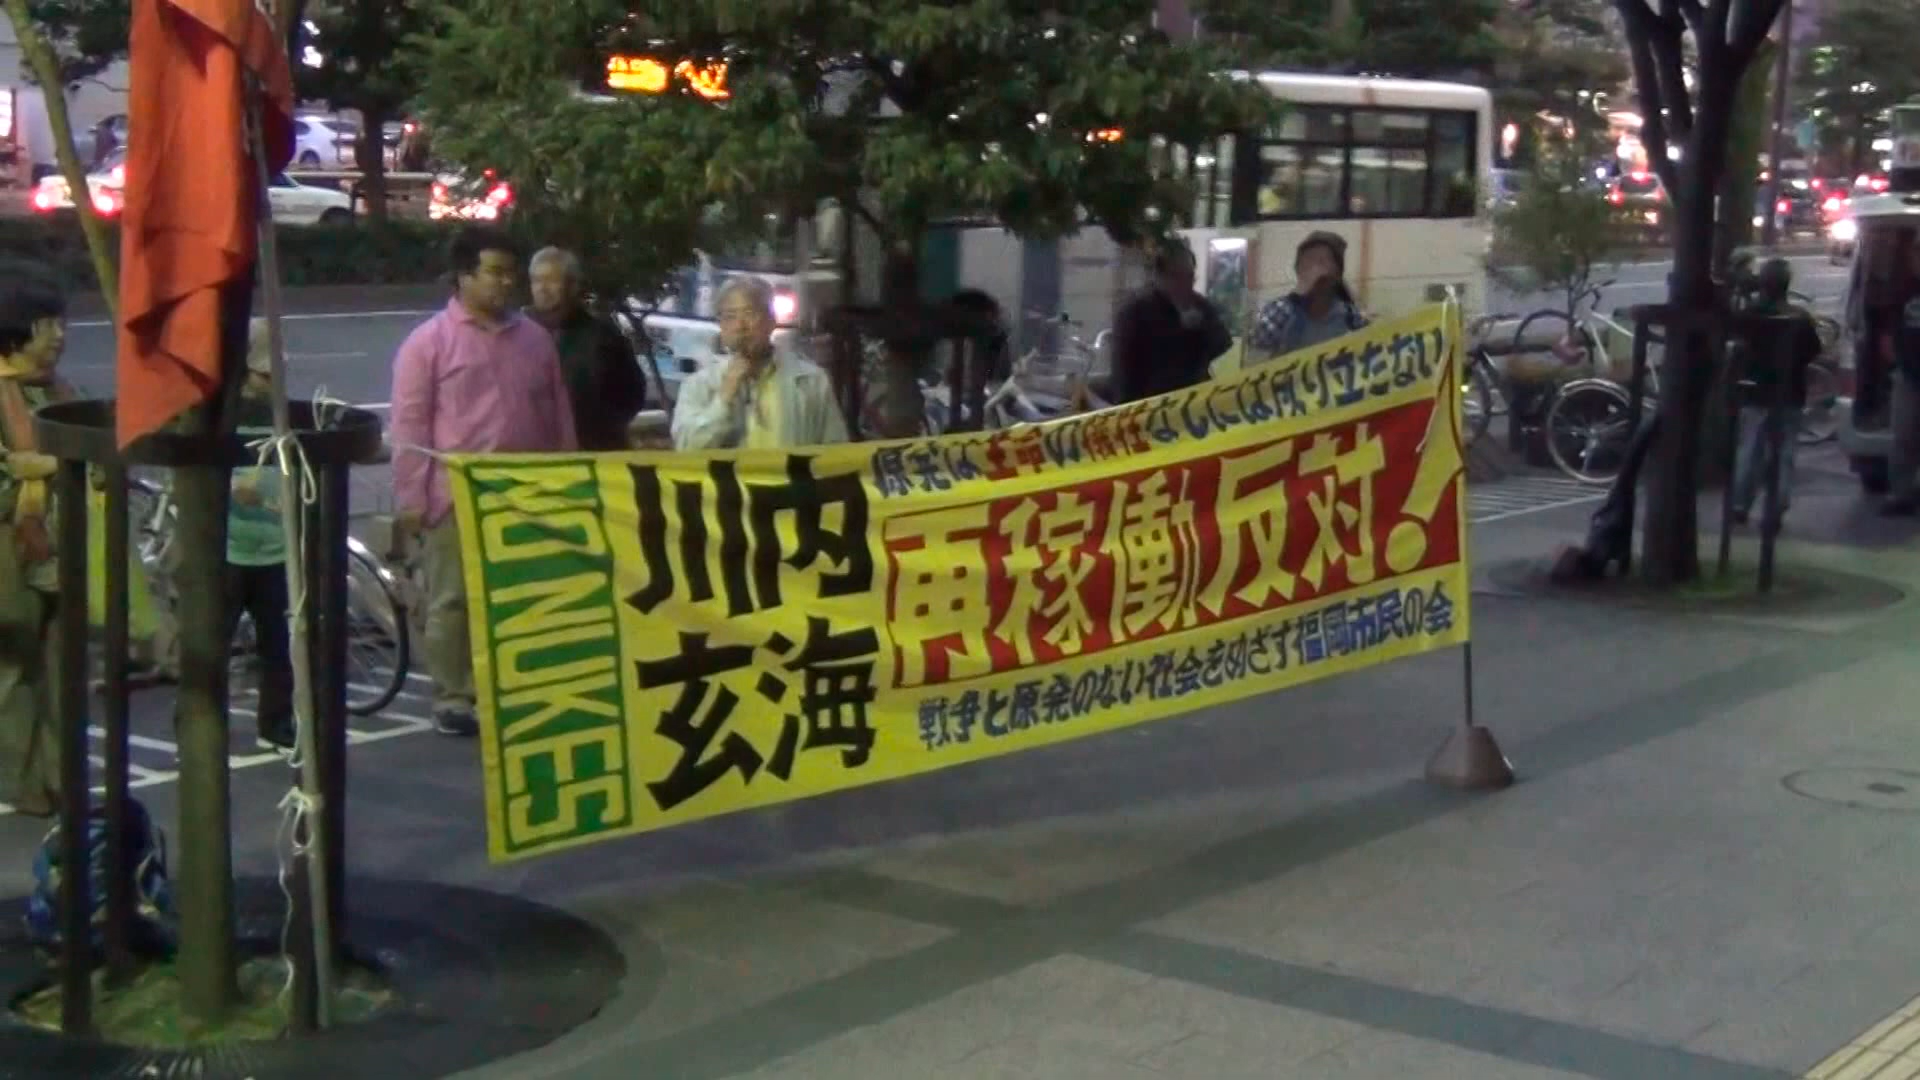 NO NUKES
川内
玄海
原発は生命の犠牲なしには成り立たない
再稼働反対!
戦争と原発のない社会をめざす福岡市民の会